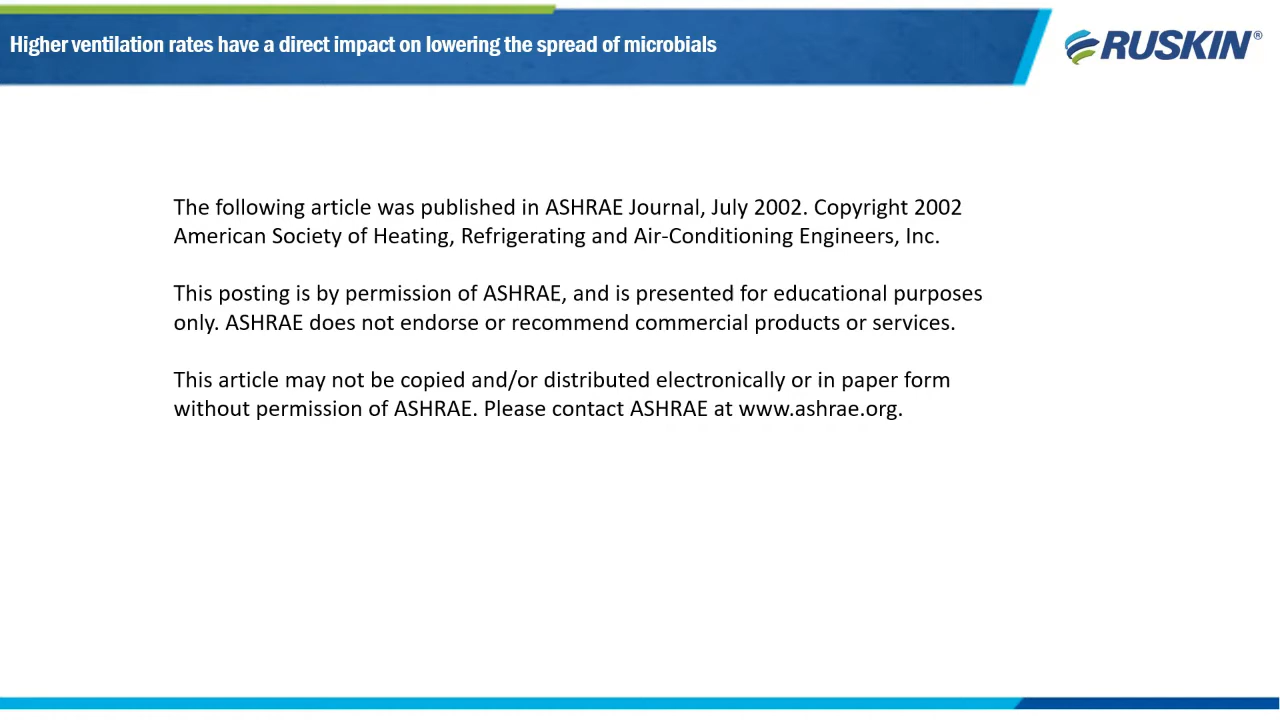 Higher ventilation rates have a direct impact on lowering the spread of microbials
RUSKIN®
The following article was published in ASHRAE Journal, July 2002. Copyright 2002
American Society of Heating, Refrigerating and Air-Conditioning Engineers, Inc.
This posting is by permission of ASHRAE, and is presented for educational purposes
only. ASHRAE does not endorse or recommend commercial products or services.
This article may not be copied and/or distributed electronically or in paper form
without permission of ASHRAE. Please contact ASHRAE at www.ashrae.org.